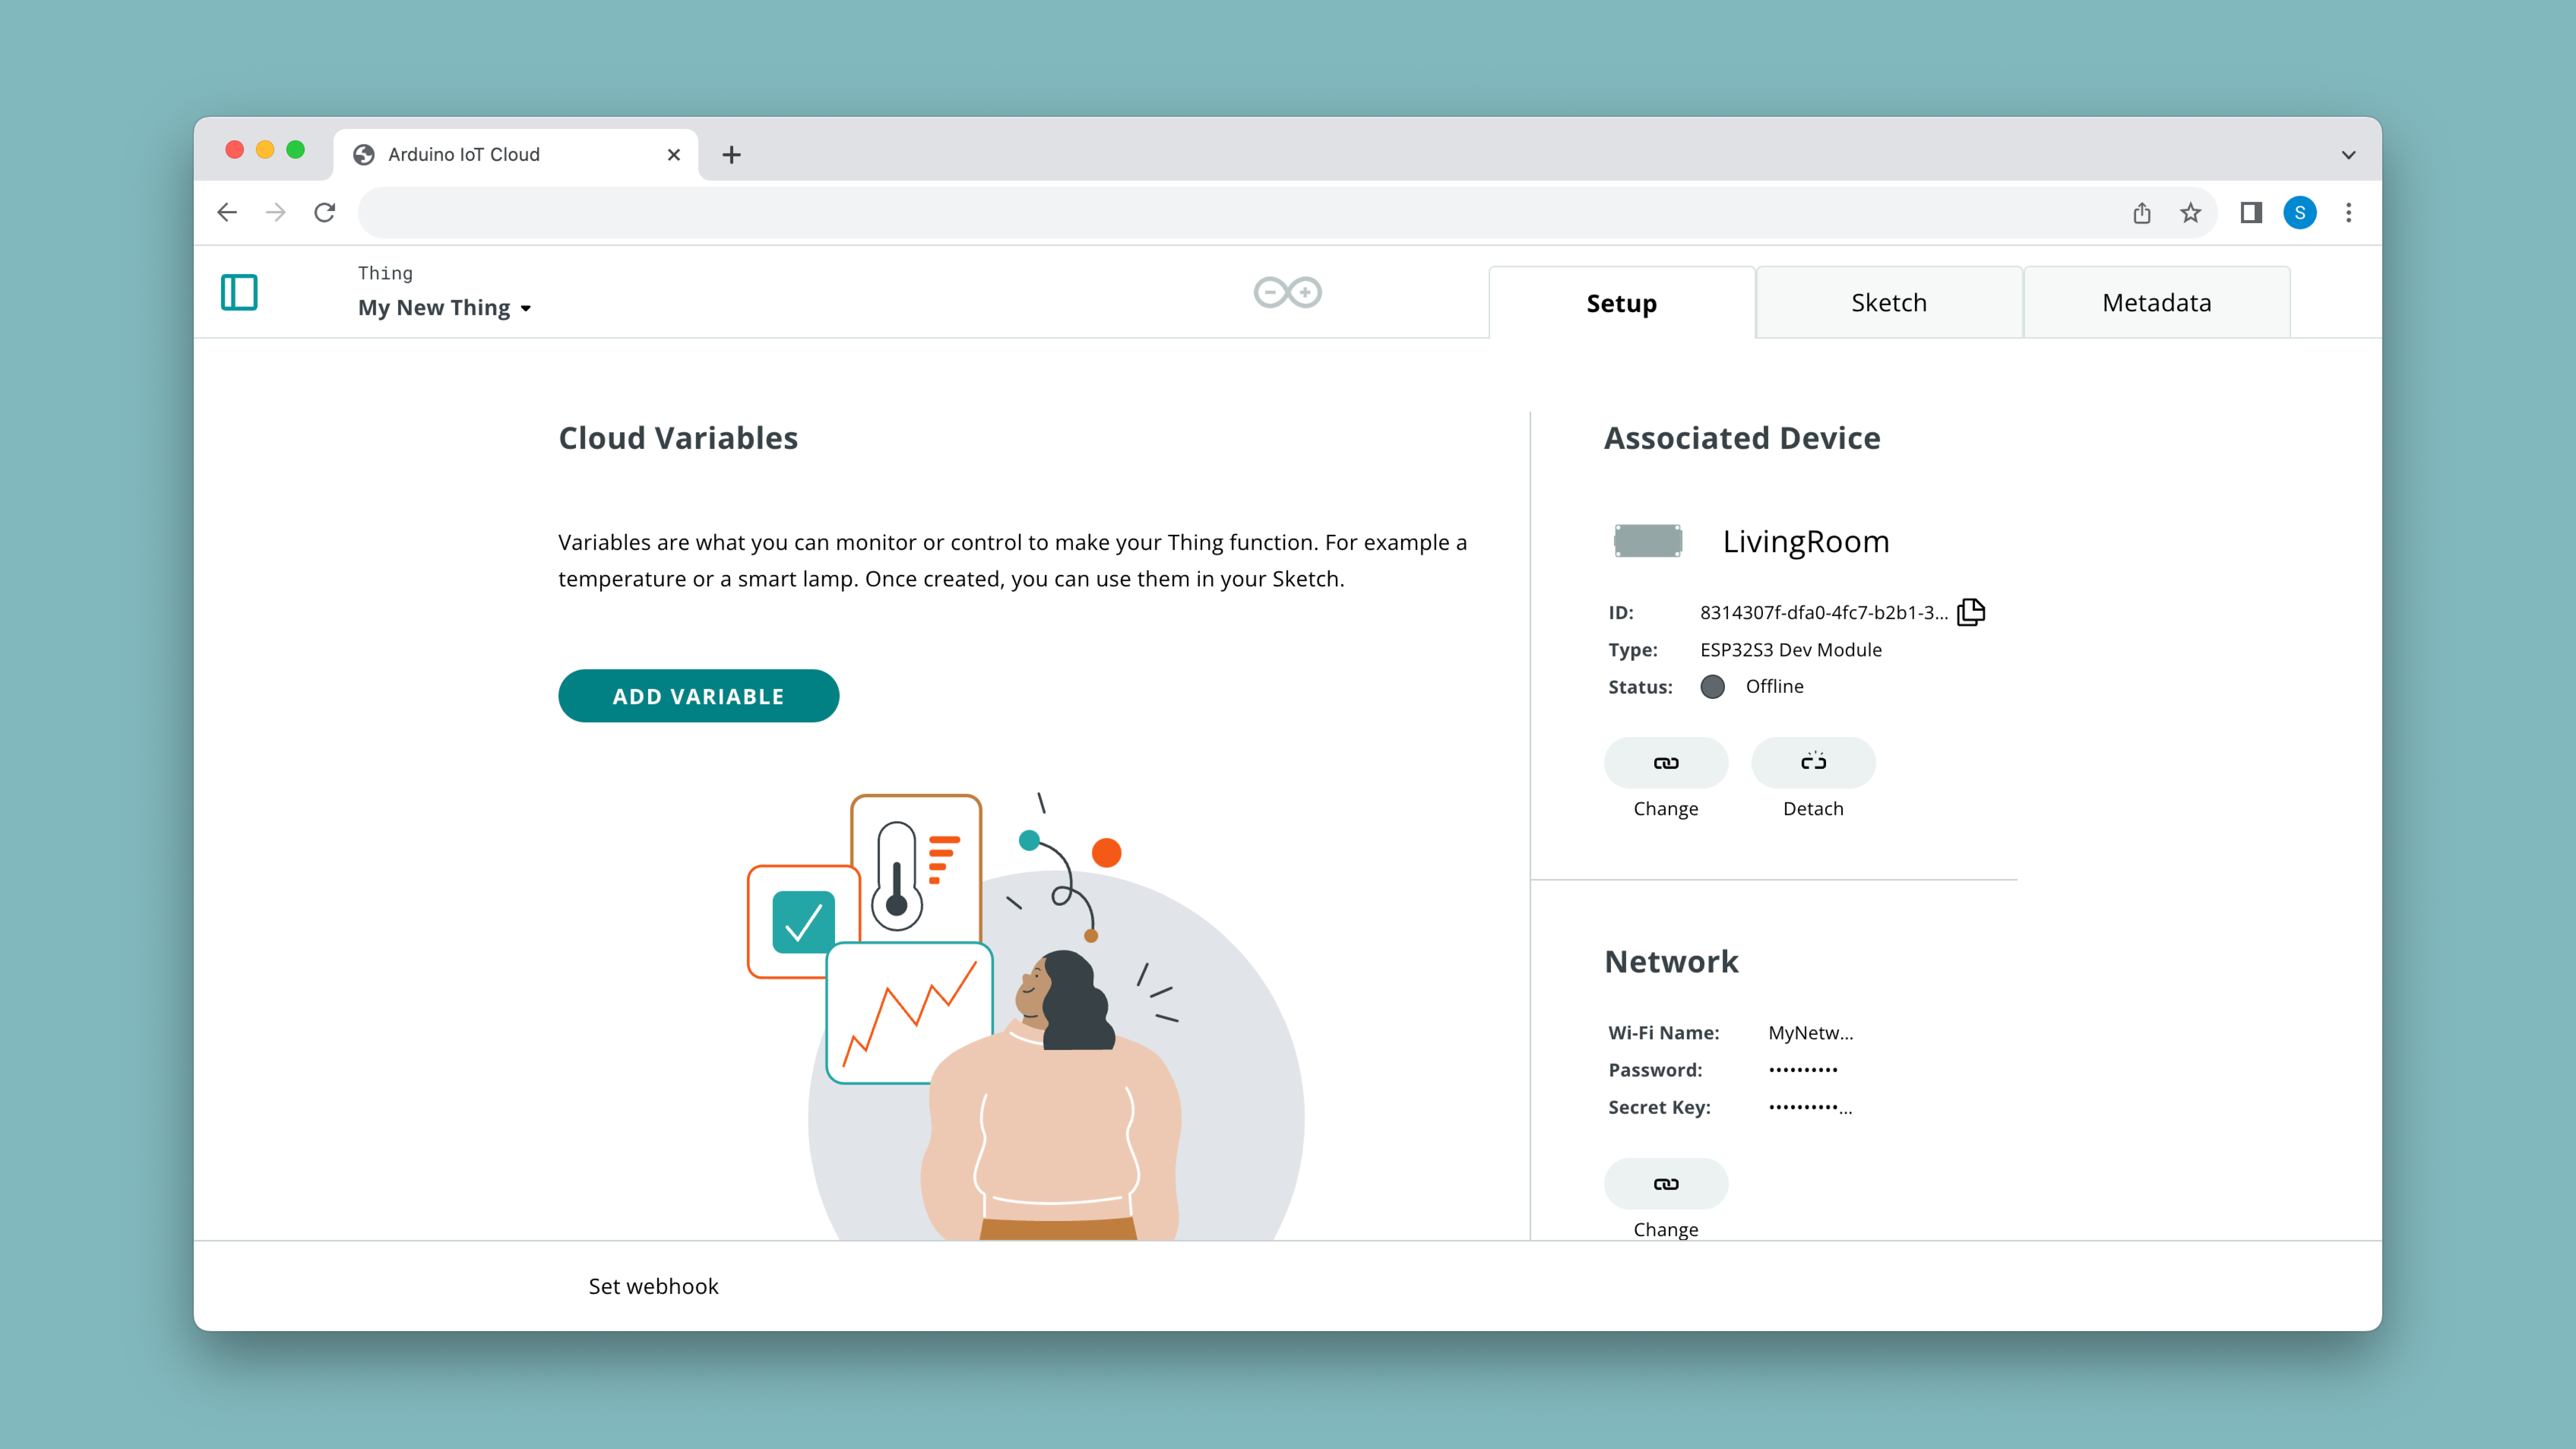 Arduino IoT Cloud
S
Thing
My New Thing
Setup
Sketch
Metadata
Cloud Variables
Variables are what you can monitor or control to make your Thing function. For example a
temperature or a smart lamp. Once created, you can use them in your Sketch.
ADD VARIABLE
Associated Device
LivingRoom
ID: 8314307f-dfa0-4fc7-b2b1-3...
Type: ESP32S3 Dev Module
Status: Offline
Change
Detach
Network
Wi-Fi Name: MyNetw...
Password: ••••••••••
Secret Key: ••••••••••...
Change
Set webhook